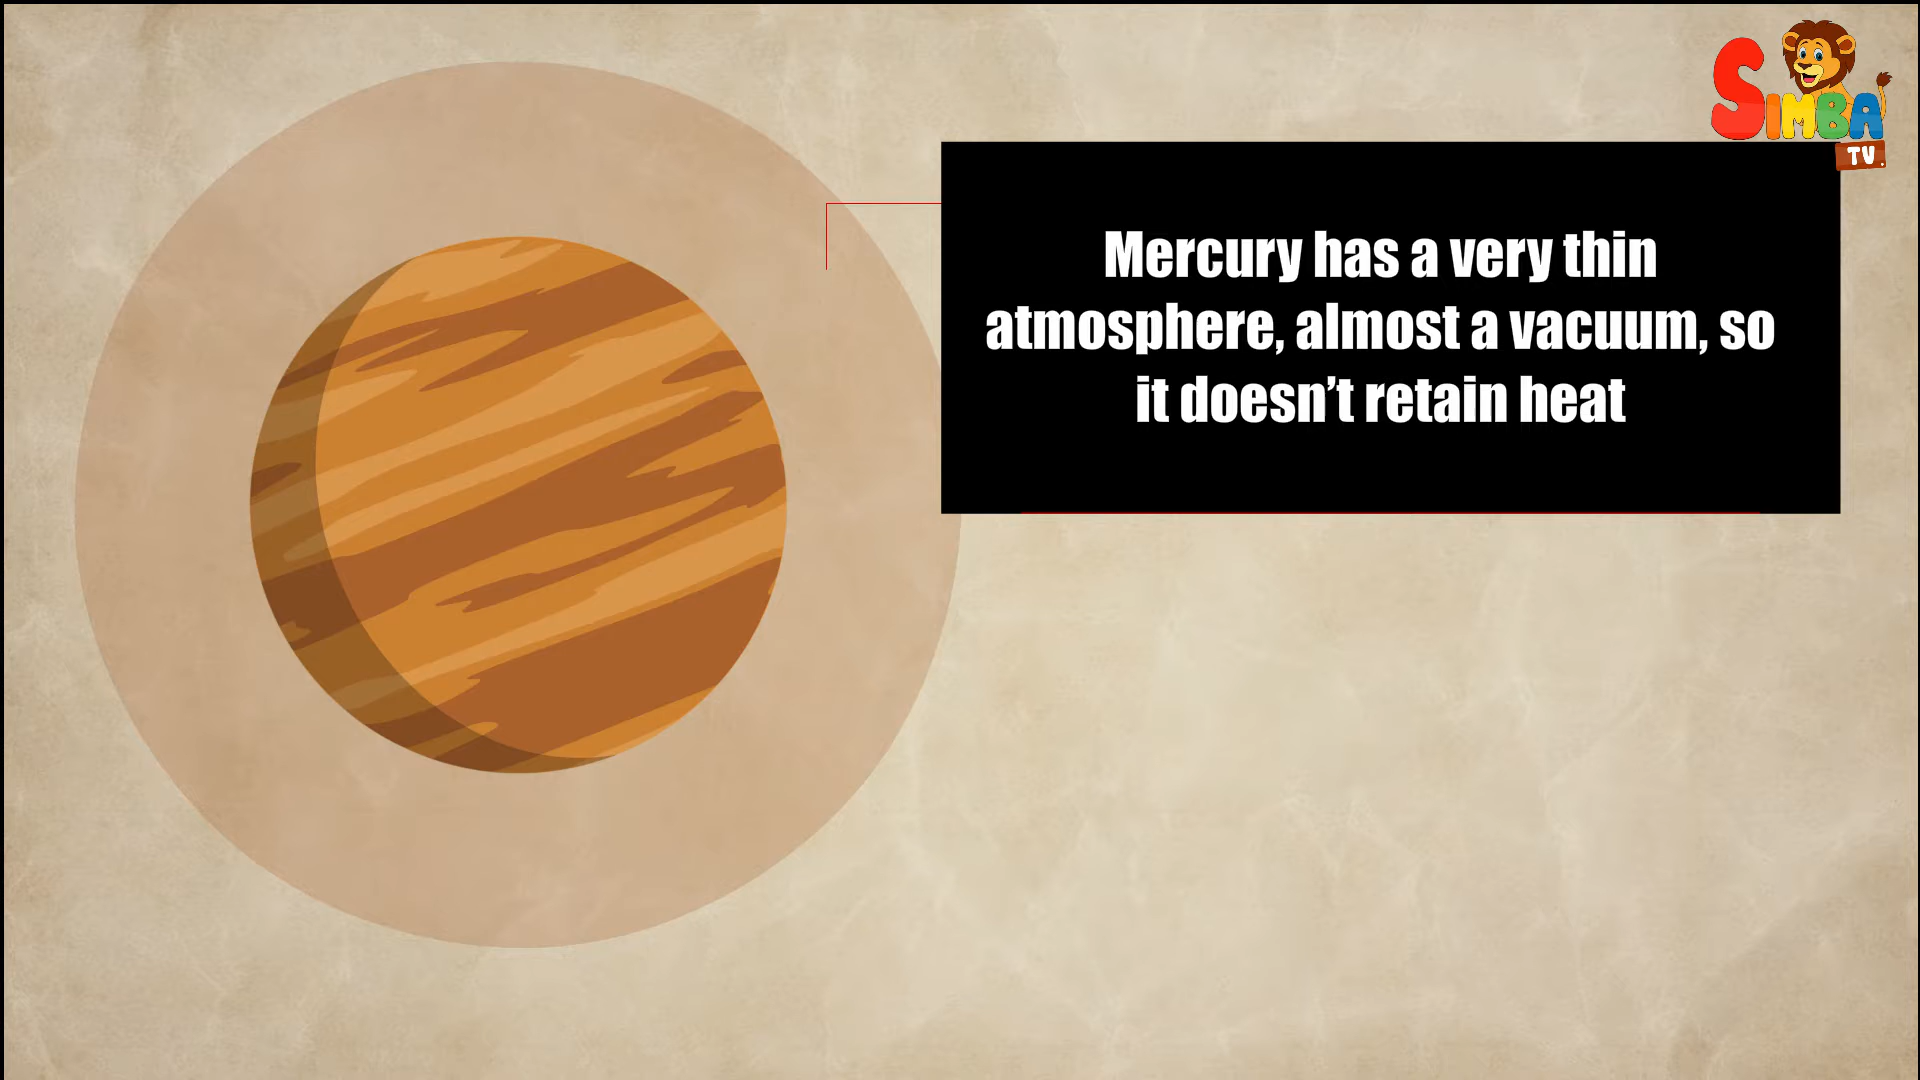 SIMBA
TV
Mercury has a very thin
atmosphere, almost a vacuum, so
it doesn’t retain heat